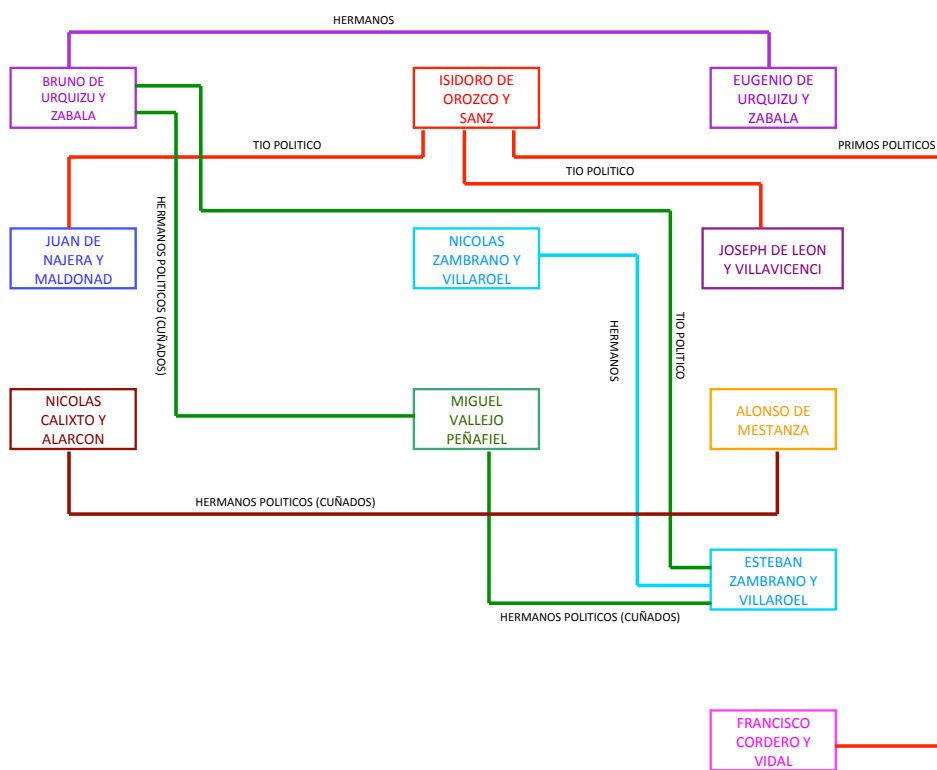 HERMANOS
BRUNO DE
URQUIZU Y
ZABALA
ISIDORO DE
OROZCO Y
SANZ
EUGENIO DE
URQUIZU Y
ZABALA
TIO POLITICO
PRIMOS POLITICOS
TIO POLITICO
HERMANOS POLITICOS (CUÑADOS)
JUAN DE
NAJERA Y
MALDONAD
NICOLAS
ZAMBRANO Y
VILLAROEL
JOSEPH DE LEON
Y VILLAVICENCI
HERMANOS
TIO POLITICO
NICOLAS
CALIXTO Y
ALARCON
MIGUEL
VALLEJO
PEÑAFIEL
ALONSO DE
MESTANZA
HERMANOS POLITICOS (CUÑADOS)
ESTEBAN
ZAMBRANO Y
VILLAROEL
HERMANOS POLITICOS (CUÑADOS)
FRANCISCO
CORDERO Y
VIDAL